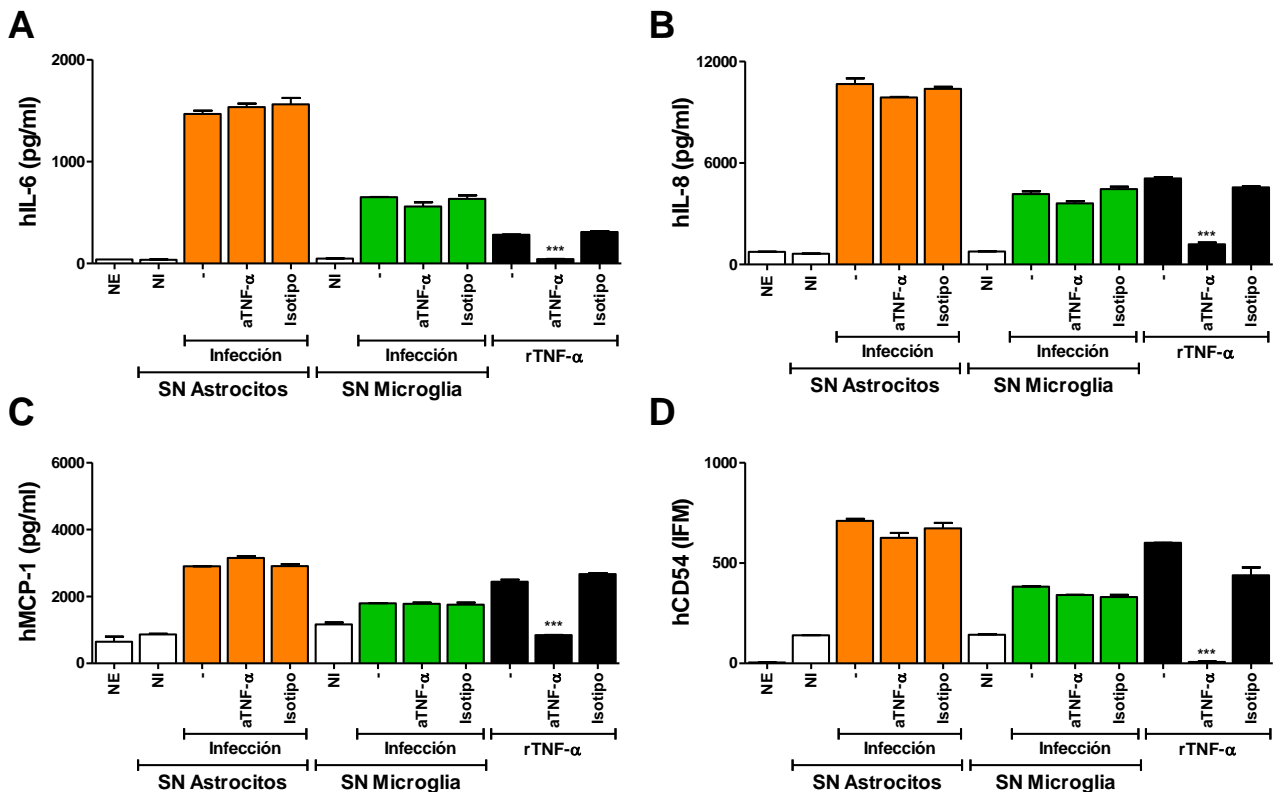 A
hIL-6 (pg/ml)
2000
1000
0
NE
NI
-
aTNF-α
Isotipo
NI
-
aTNF-α
Isotipo
-
aTNF-α
Isotipo
***
Infección
Infección
rTNF-α
SN Astrocitos
SN Microglia
B
hIL-8 (pg/ml)
12000
6000
0
NE
NI
-
aTNF-α
Isotipo
NI
-
aTNF-α
Isotipo
-
aTNF-α
Isotipo
***
Infección
Infección
rTNF-α
SN Astrocitos
SN Microglia
C
hMCP-1 (pg/ml)
6000
4000
2000
0
NE
NI
-
aTNF-α
Isotipo
NI
-
aTNF-α
Isotipo
-
aTNF-α
Isotipo
***
Infección
Infección
rTNF-α
SN Astrocitos
SN Microglia
D
hCD54 (IFM)
1000
500
0
NE
NI
-
aTNF-α
Isotipo
NI
-
aTNF-α
Isotipo
-
aTNF-α
Isotipo
***
Infección
Infección
rTNF-α
SN Astrocitos
SN Microglia